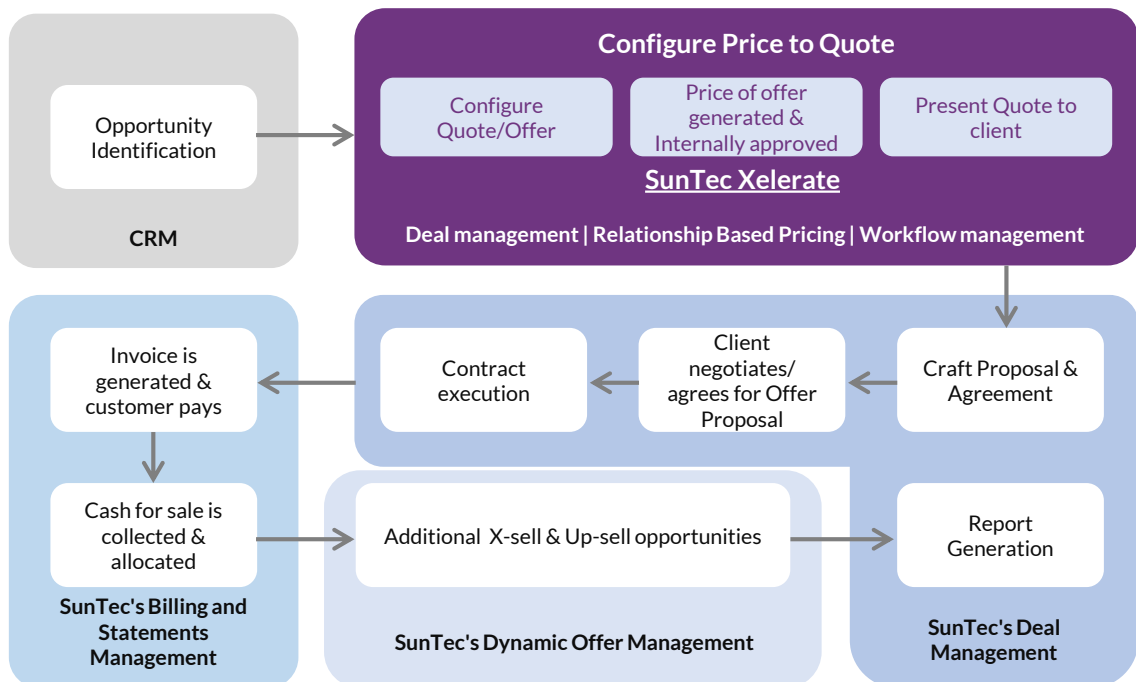 Opportunity
Identification
CRM
Configure Price to Quote
Configure
Quote/Offer
Price of offer
generated &
Internally approved
Present Quote to
client
SunTec Xelerate
Deal management | Relationship Based Pricing | Workflow management
Craft Proposal &
Agreement
Client
negotiates/
agrees for Offer
Proposal
Contract
execution
Invoice is
generated &
customer pays
Cash for sale is
collected &
allocated
SunTec's Billing and
Statements
Management
Additional  X-sell & Up-sell opportunities
SunTec's Dynamic Offer Management
Report
Generation
SunTec's Deal
Management